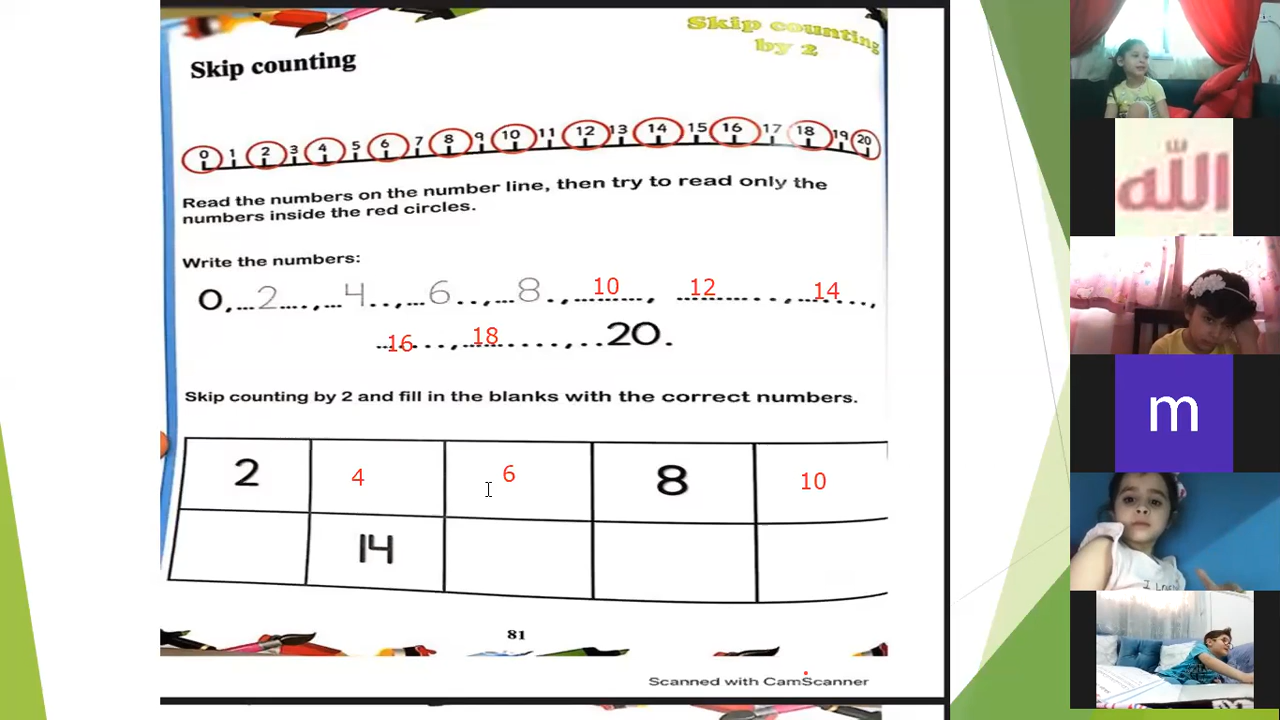 Skip counting
by 2
Skip counting
0 1 2 3 4 5 6 7 8 9 10 11 12 13 14 15 16 17 18 19 20
Read the numbers on the number line, then try to read only the
numbers inside the red circles.
Write the numbers:
0, ...2...., ...4..,...6..,...8.,...10..., ...12...,...14...,
...16...,...18....,..20.
Skip counting by 2 and fill in the blanks with the correct numbers.
2 4 6 8 10
14
81
Scanned with CamScanner
الله
m